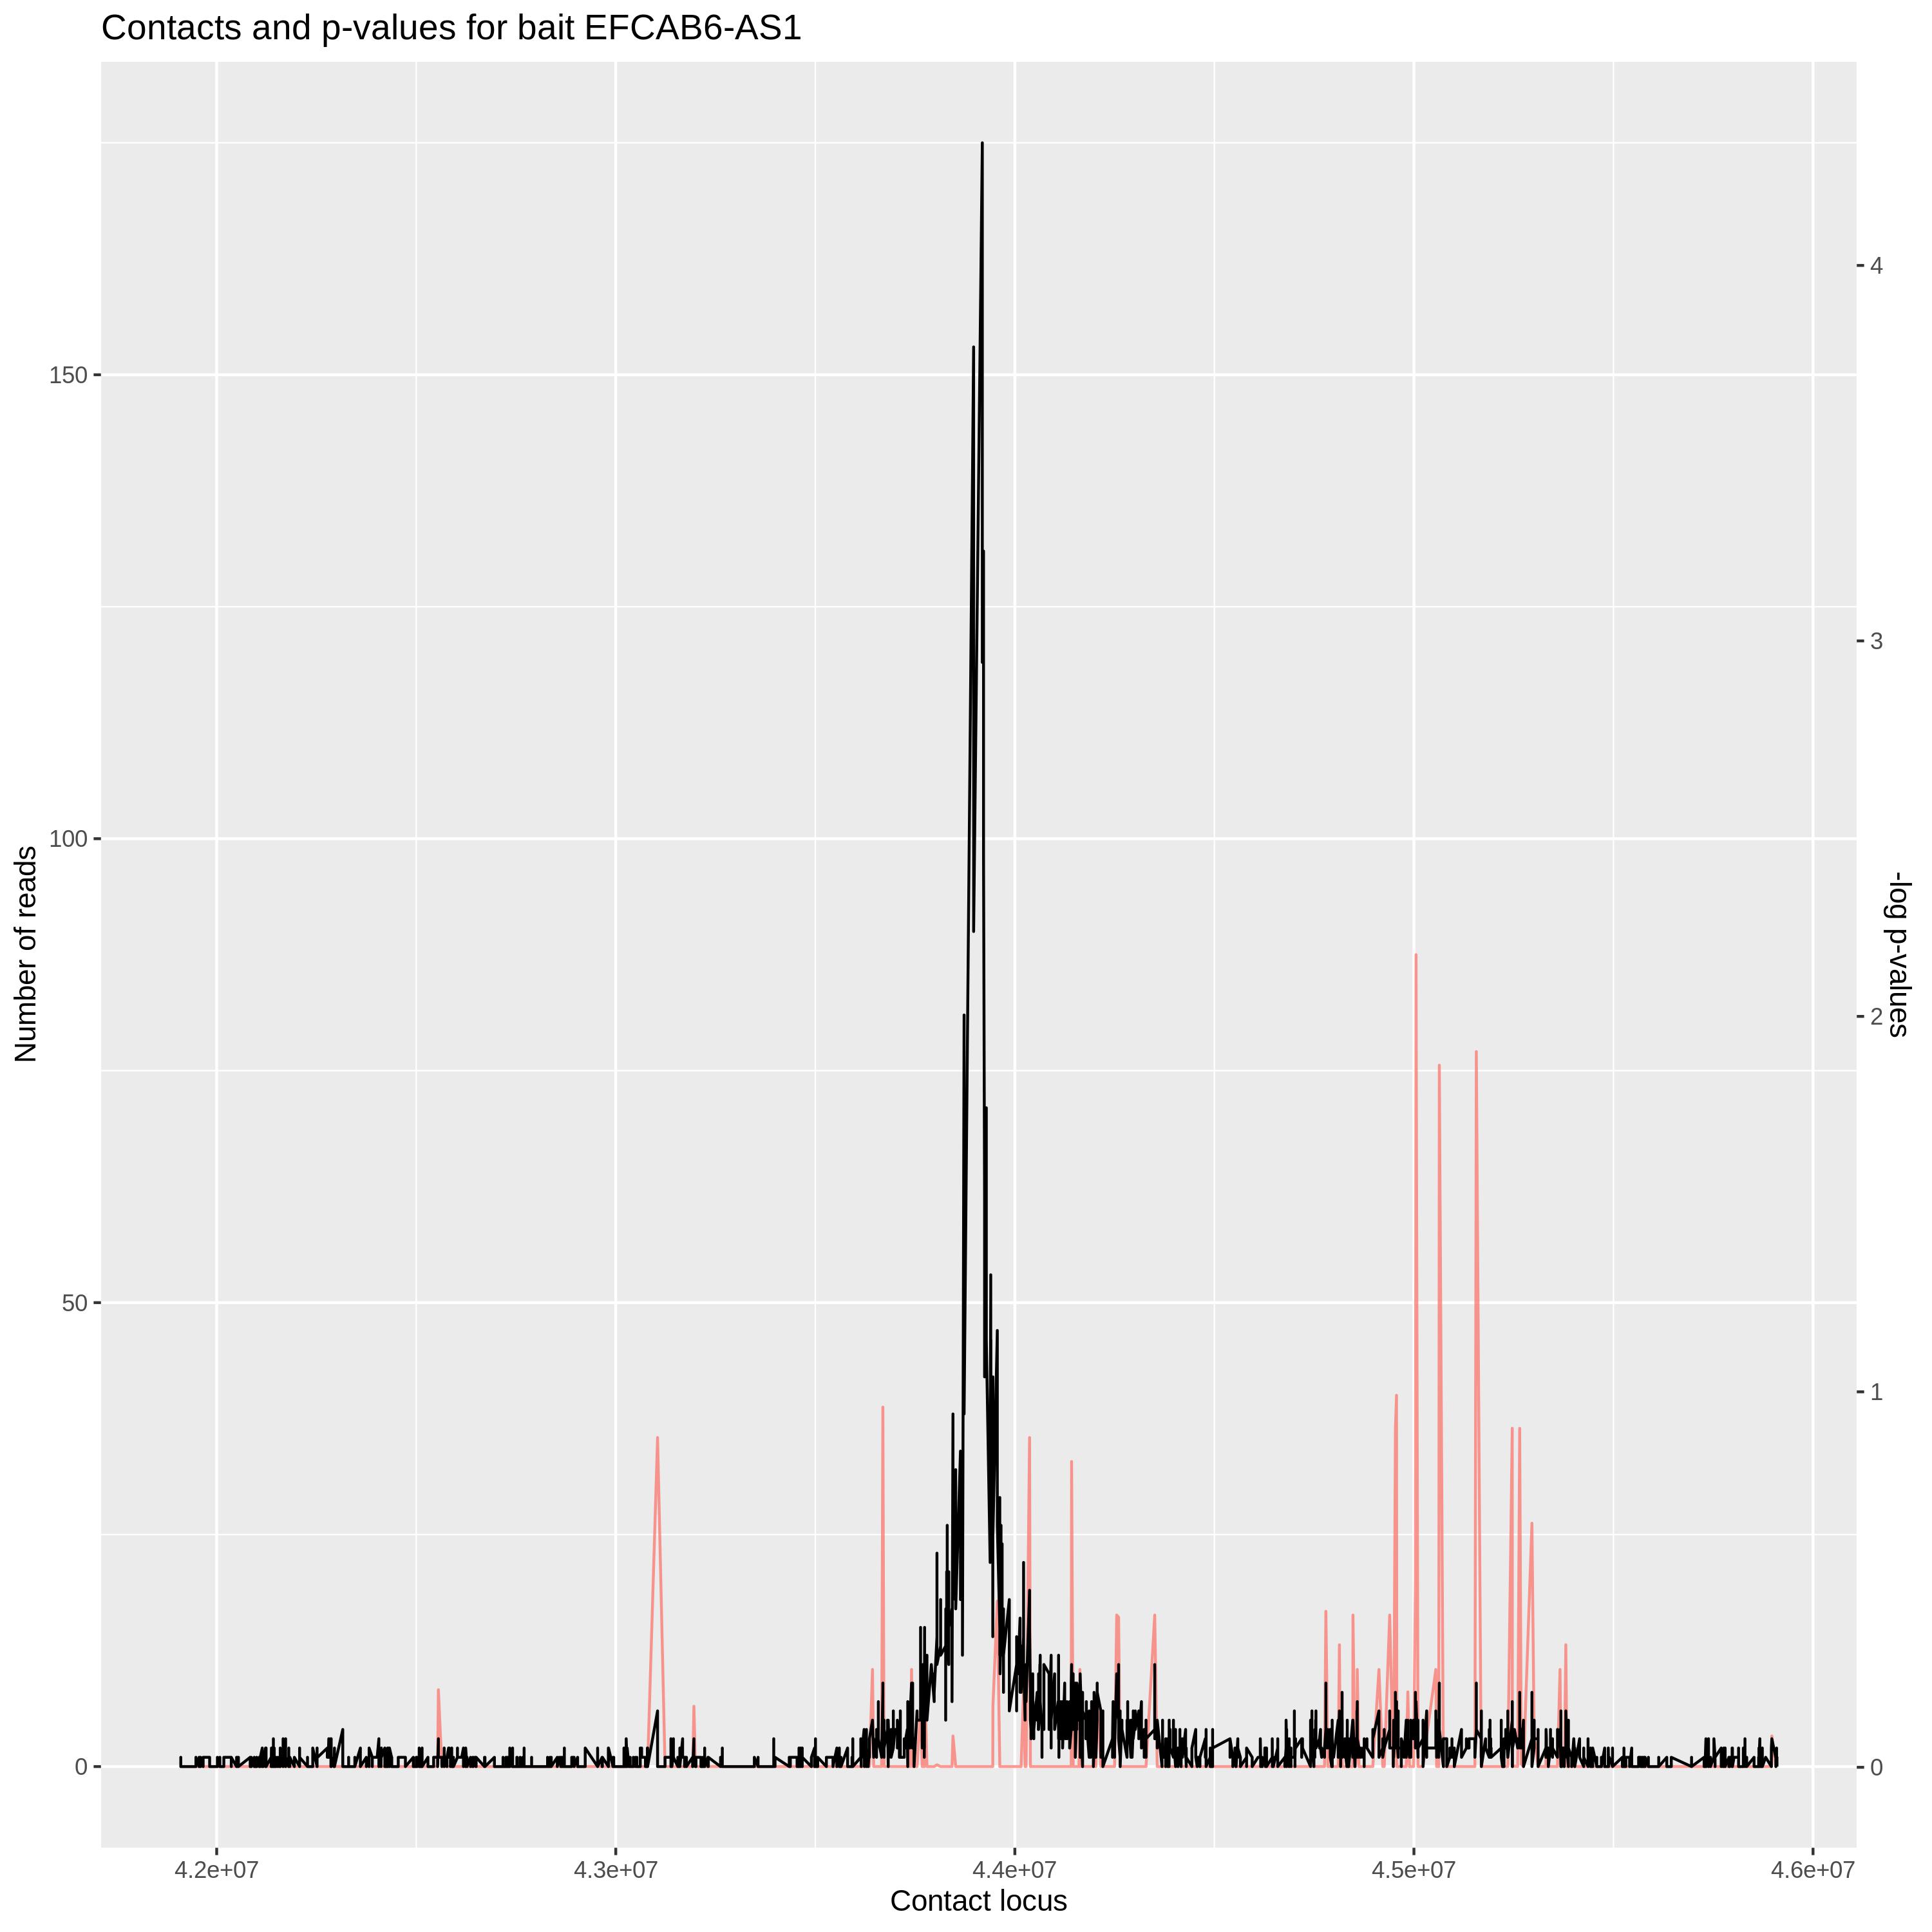 Contacts and p-values for bait EFCAB6-AS1
Number of reads
150
100
50
0
4
3
2
1
0
-log p-values
4.2e+07 4.3e+07 4.4e+07 4.5e+07 4.6e+07
Contact locus